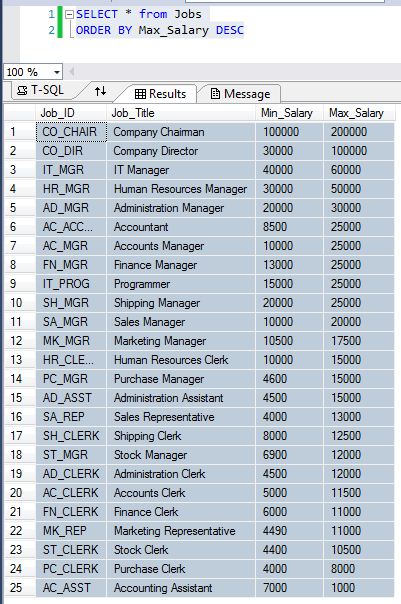 1 SELECT * from Jobs
2 ORDER BY Max_Salary DESC
100 %
T-SQL Results Message
Job_ID Job_Title Min_Salary Max_Salary
1 CO_CHAIR Company Chairman 100000 200000
2 CO_DIR Company Director 30000 100000
3 IT_MGR IT Manager 40000 60000
4 HR_MGR Human Resources Manager 30000 50000
5 AD_MGR Administration Manager 20000 30000
6 AC_ACC... Accountant 8500 25000
7 AC_MGR Accounts Manager 10000 25000
8 FN_MGR Finance Manager 13000 25000
9 IT_PROG Programmer 15000 25000
10 SH_MGR Shipping Manager 20000 25000
11 SA_MGR Sales Manager 10000 20000
12 MK_MGR Marketing Manager 10500 17500
13 HR_CLE... Human Resources Clerk 10000 15000
14 PC_MGR Purchase Manager 4600 15000
15 AD_ASST Administration Assistant 4500 15000
16 SA_REP Sales Representative 4000 13000
17 SH_CLERK Shipping Clerk 8000 12500
18 ST_MGR Stock Manager 6900 12000
19 AD_CLERK Administration Clerk 4500 12000
20 AC_CLERK Accounts Clerk 5000 11500
21 FN_CLERK Finance Clerk 6000 11000
22 MK_REP Marketing Representative 4490 11000
23 ST_CLERK Stock Clerk 4400 10500
24 PC_CLERK Purchase Clerk 4000 8000
25 AC_ASST Accounting Assistant 7000 1000